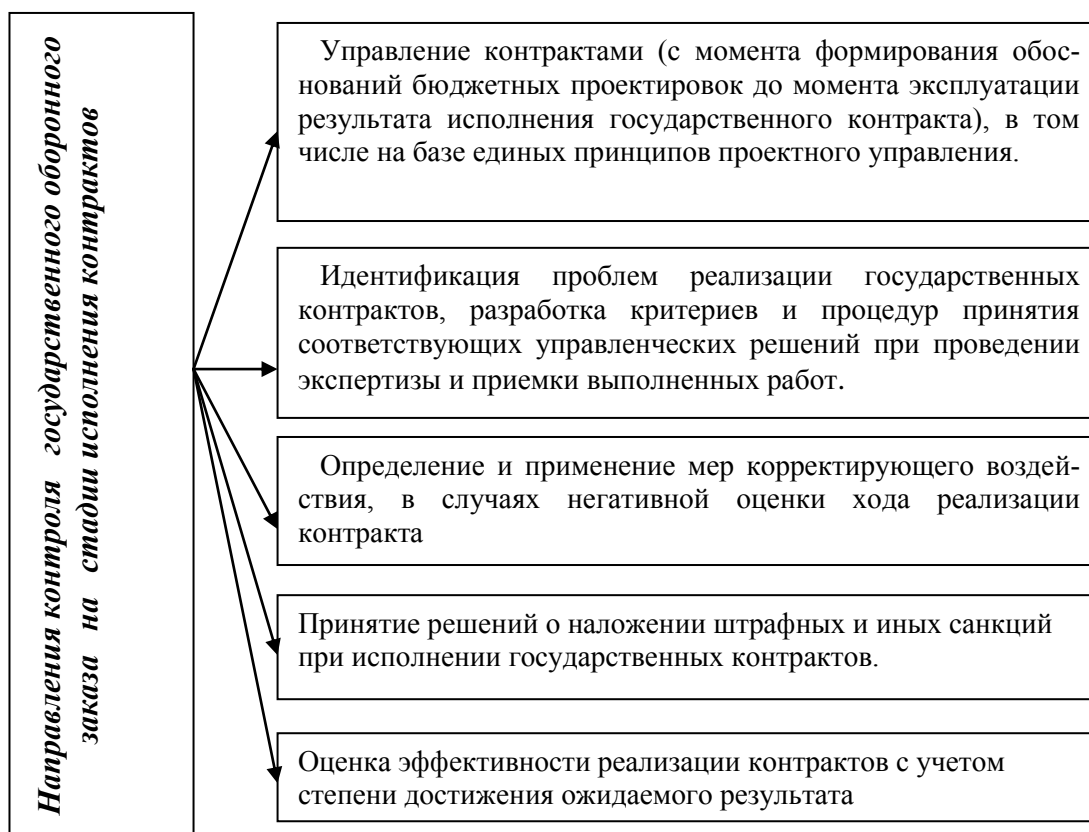 Направления контроля государственного оборонного
заказа на стадии исполнения контрактов
Управление контрактами (с момента формирования обос-
нований бюджетных проектировок до момента эксплуатации
результата исполнения государственного контракта), в том
числе на базе единых принципов проектного управления.
Идентификация проблем реализации государственных
контрактов, разработка критериев и процедур принятия
соответствующих управленческих решений при проведении
экспертизы и приемки выполненных работ.
Определение и применение мер корректирующего воздей-
ствия, в случаях негативной оценки хода реализации
контракта
Принятие решений о наложении штрафных и иных санкций
при исполнении государственных контрактов.
Оценка эффективности реализации контрактов с учетом
степени достижения ожидаемого результата